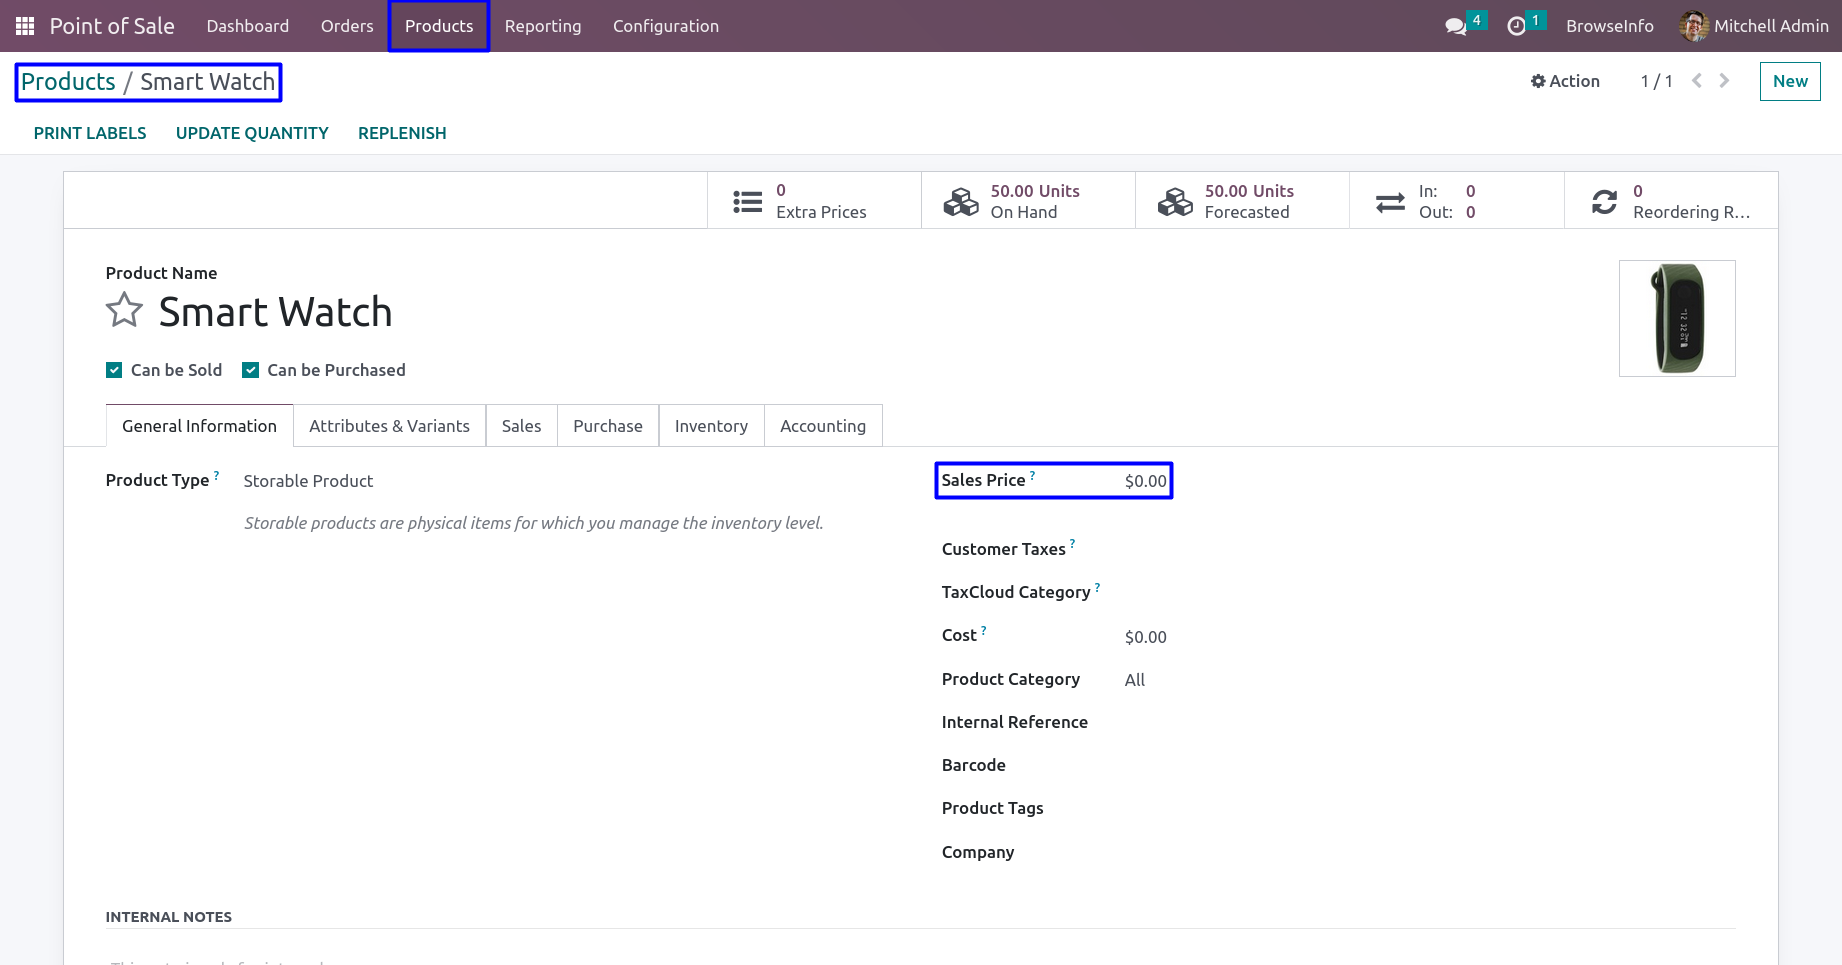 Point of Sale Dashboard Orders Products Reporting Configuration 4 1 BrowseInfo Mitchell Admin
Products / Smart Watch Action 1 / 1 New
PRINT LABELS UPDATE QUANTITY REPLENISH
0 Extra Prices
50.00 Units On Hand
50.00 Units Forecasted
In: 0
Out: 0
0 Reordering R...
Product Name
Smart Watch
Can be Sold Can be Purchased
General Information Attributes & Variants Sales Purchase Inventory Accounting
Product Type ? Storable Product
Storable products are physical items for which you manage the inventory level.
Sales Price ? $0.00
Customer Taxes ?
TaxCloud Category ?
Cost ? $0.00
Product Category All
Internal Reference
Barcode
Product Tags
Company
INTERNAL NOTES